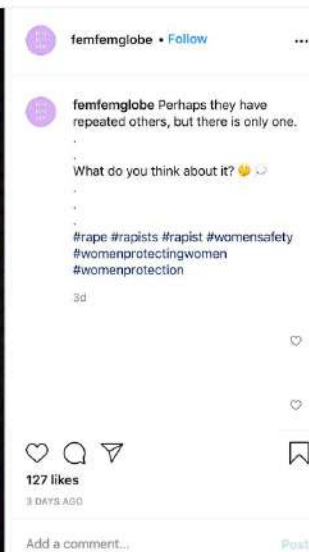 femfemglobe • Follow
...
femfemglobe Perhaps they have
repeated others, but there is only one.
.
.
What do you think about it? 🤔 💭
.
.
.
#rape #rapists #rapist #womensafety
#womenprotectingwomen
#womenprotection
3d
127 likes
3 DAYS AGO
Add a comment...
Post